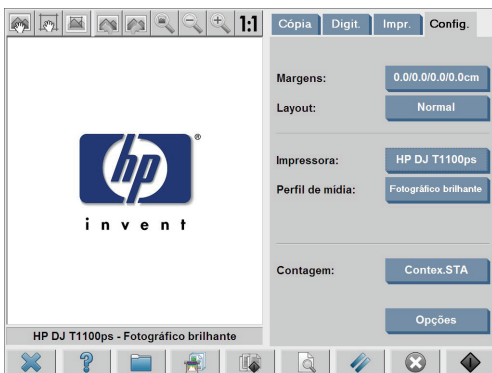 1:1
Cópia
Digit.
Impr.
Config.
Margens:
0.0/0.0/0.0/0.0cm
Layout:
Normal
Impressora:
HP DJ T1100ps
Perfil de mídia:
Fotográfico brilhante
Contagem:
Contex.STA
Opções
hp
®
invent
HP DJ T1100ps - Fotográfico brilhante
?